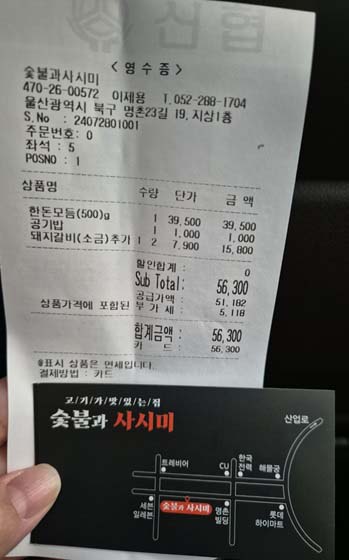 신협
< 영 수 증 >
숯불과사시미
470-26-00572 이제용 T.052-288-1704
울산광역시 북구 명촌23길 19, 지상1층
S.No : 24072801001
주문번호: 0
좌석 : 5
POSNO : 1
상품명 수량 단가 금 액
한돈모듬(500)g 1 39,500 39,500
공기밥 1 1,000 1,000
돼지갈비(소금)추가 1 2 7,900 15,800
할인합계 : 0
Sub Total: 56,300
공급가액 : 51,182
상품가격에 포함된 부 가 세: 5,118
합계금액: 56,300
카 드 : 56,300
※표시 상품은 면세입니다.
결제방법 : 카드
고/기/가/맛/있/는/집
숯불과 사시미
산업로
트레비어
CU
한국
전력
해물궁
세븐
일레븐
숯불과 사시미
명촌
빌딩
롯데
하이마트